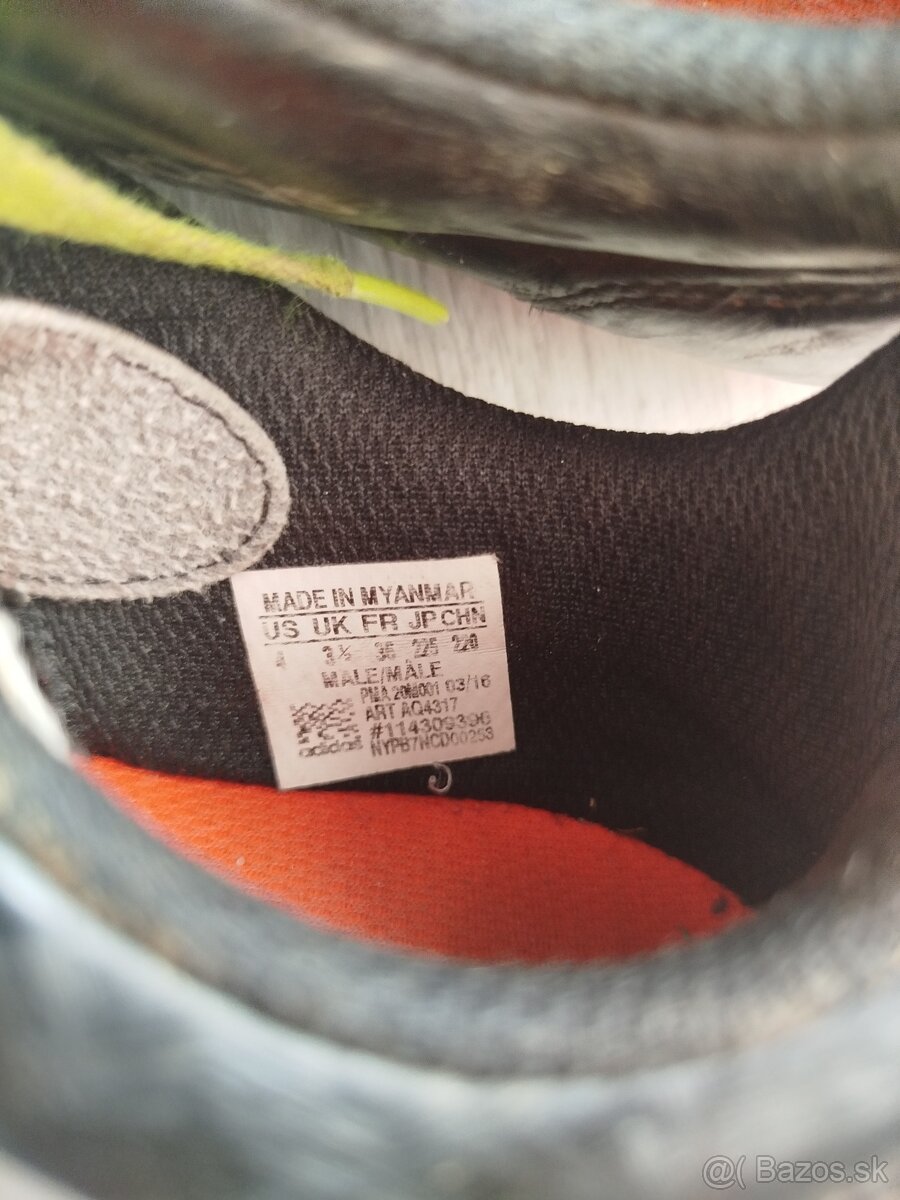 MADE IN MYANMAR
US UK FR JP CHN
4 3½ 36 225 220
MALE/MÂLE
PMA 20M001 03/16
ART AQ4317
#114309396
adidas NYPB7NCD00253
@( Bazos.sk